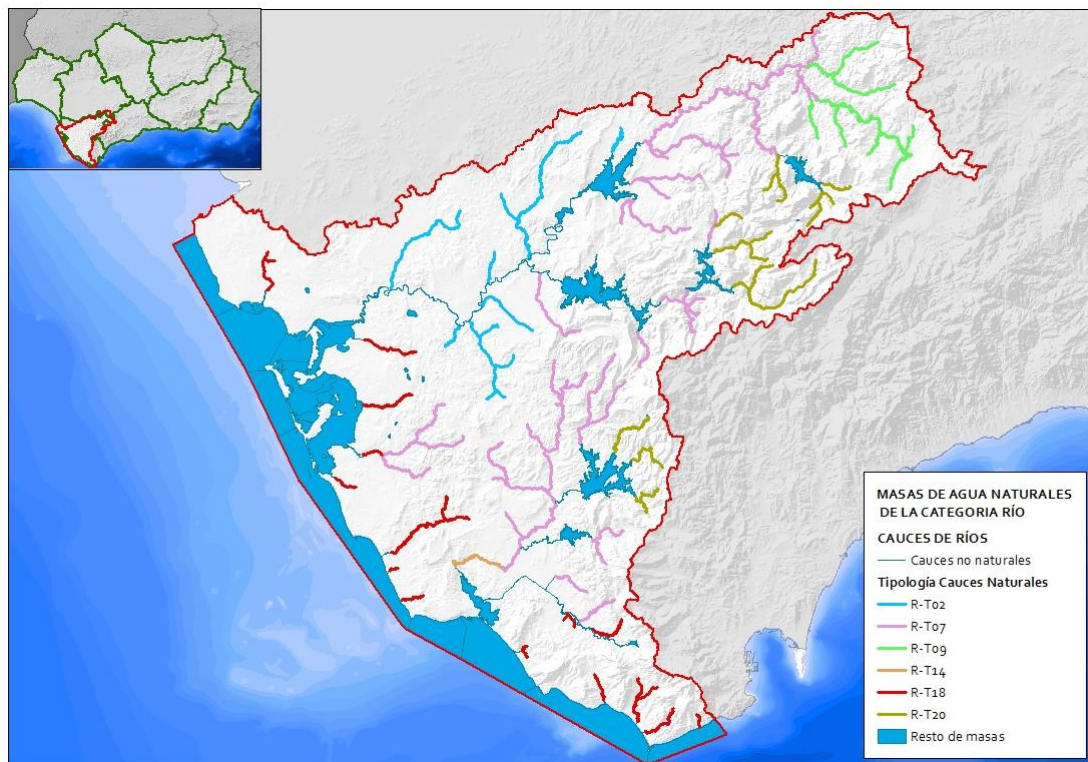 MASAS DE AGUA NATURALES
DE LA CATEGORIA RÍO
CAUCES DE RÍOS
Cauces no naturales
Tipología Cauces Naturales
R-T02
R-T07
R-T09
R-T14
R-T18
R-T20
Resto de masas